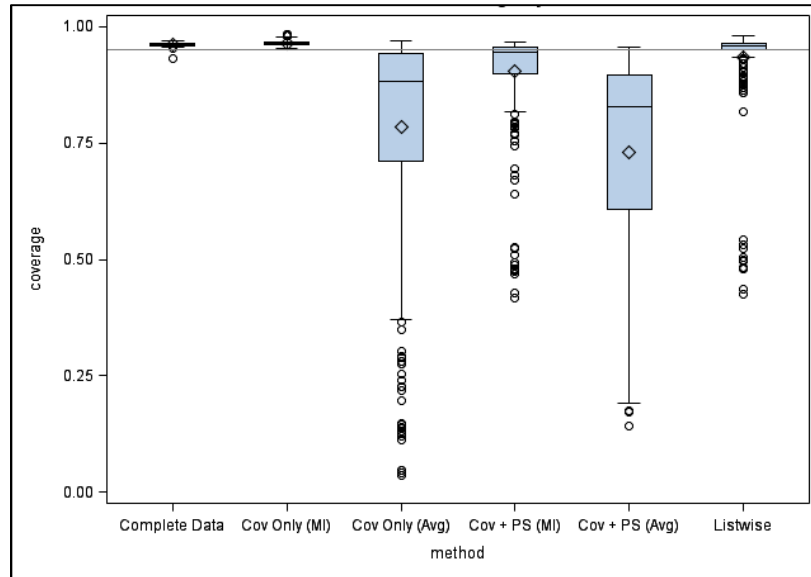 1.00
0.75
0.50
0.25
0.00
coverage
Complete Data Cov Only (MI) Cov Only (Avg) Cov + PS (MI) Cov + PS (Avg) Listwise
method